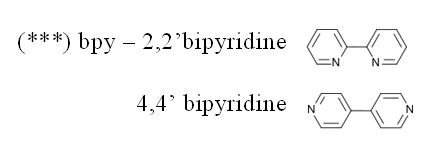 (***) bpy – 2,2’bipyridine
N N
4,4’ bipyridine
N N